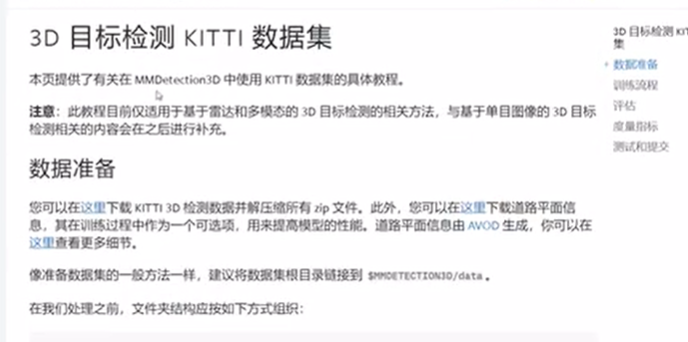 3D 目标检测 KITTI 数据集
本页提供了有关在 MMDetection3D 中使用 KITTI 数据集的具体教程。
注意：此教程目前仅适用于基于雷达和多模态的 3D 目标检测的相关方法，与基于单目图像的 3D 目标
检测相关的内容会在之后进行补充。
数据准备
您可以在这里下载 KITTI 3D 检测数据并解压缩所有 zip 文件。此外，您可以在这里下载道路平面信
息，其在训练过程中作为一个可选项，用来提高模型的性能。道路平面信息由 AVOD 生成，你可以在
这里查看更多细节。
像准备数据集的一般方法一样，建议将数据集根目录链接到 $MMDETECTION3D/data 。
在我们处理之前，文件夹结构应按如下方式组织：
3D 目标检测 KIT
集
数据准备
训练流程
评估
度量指标
测试和提交